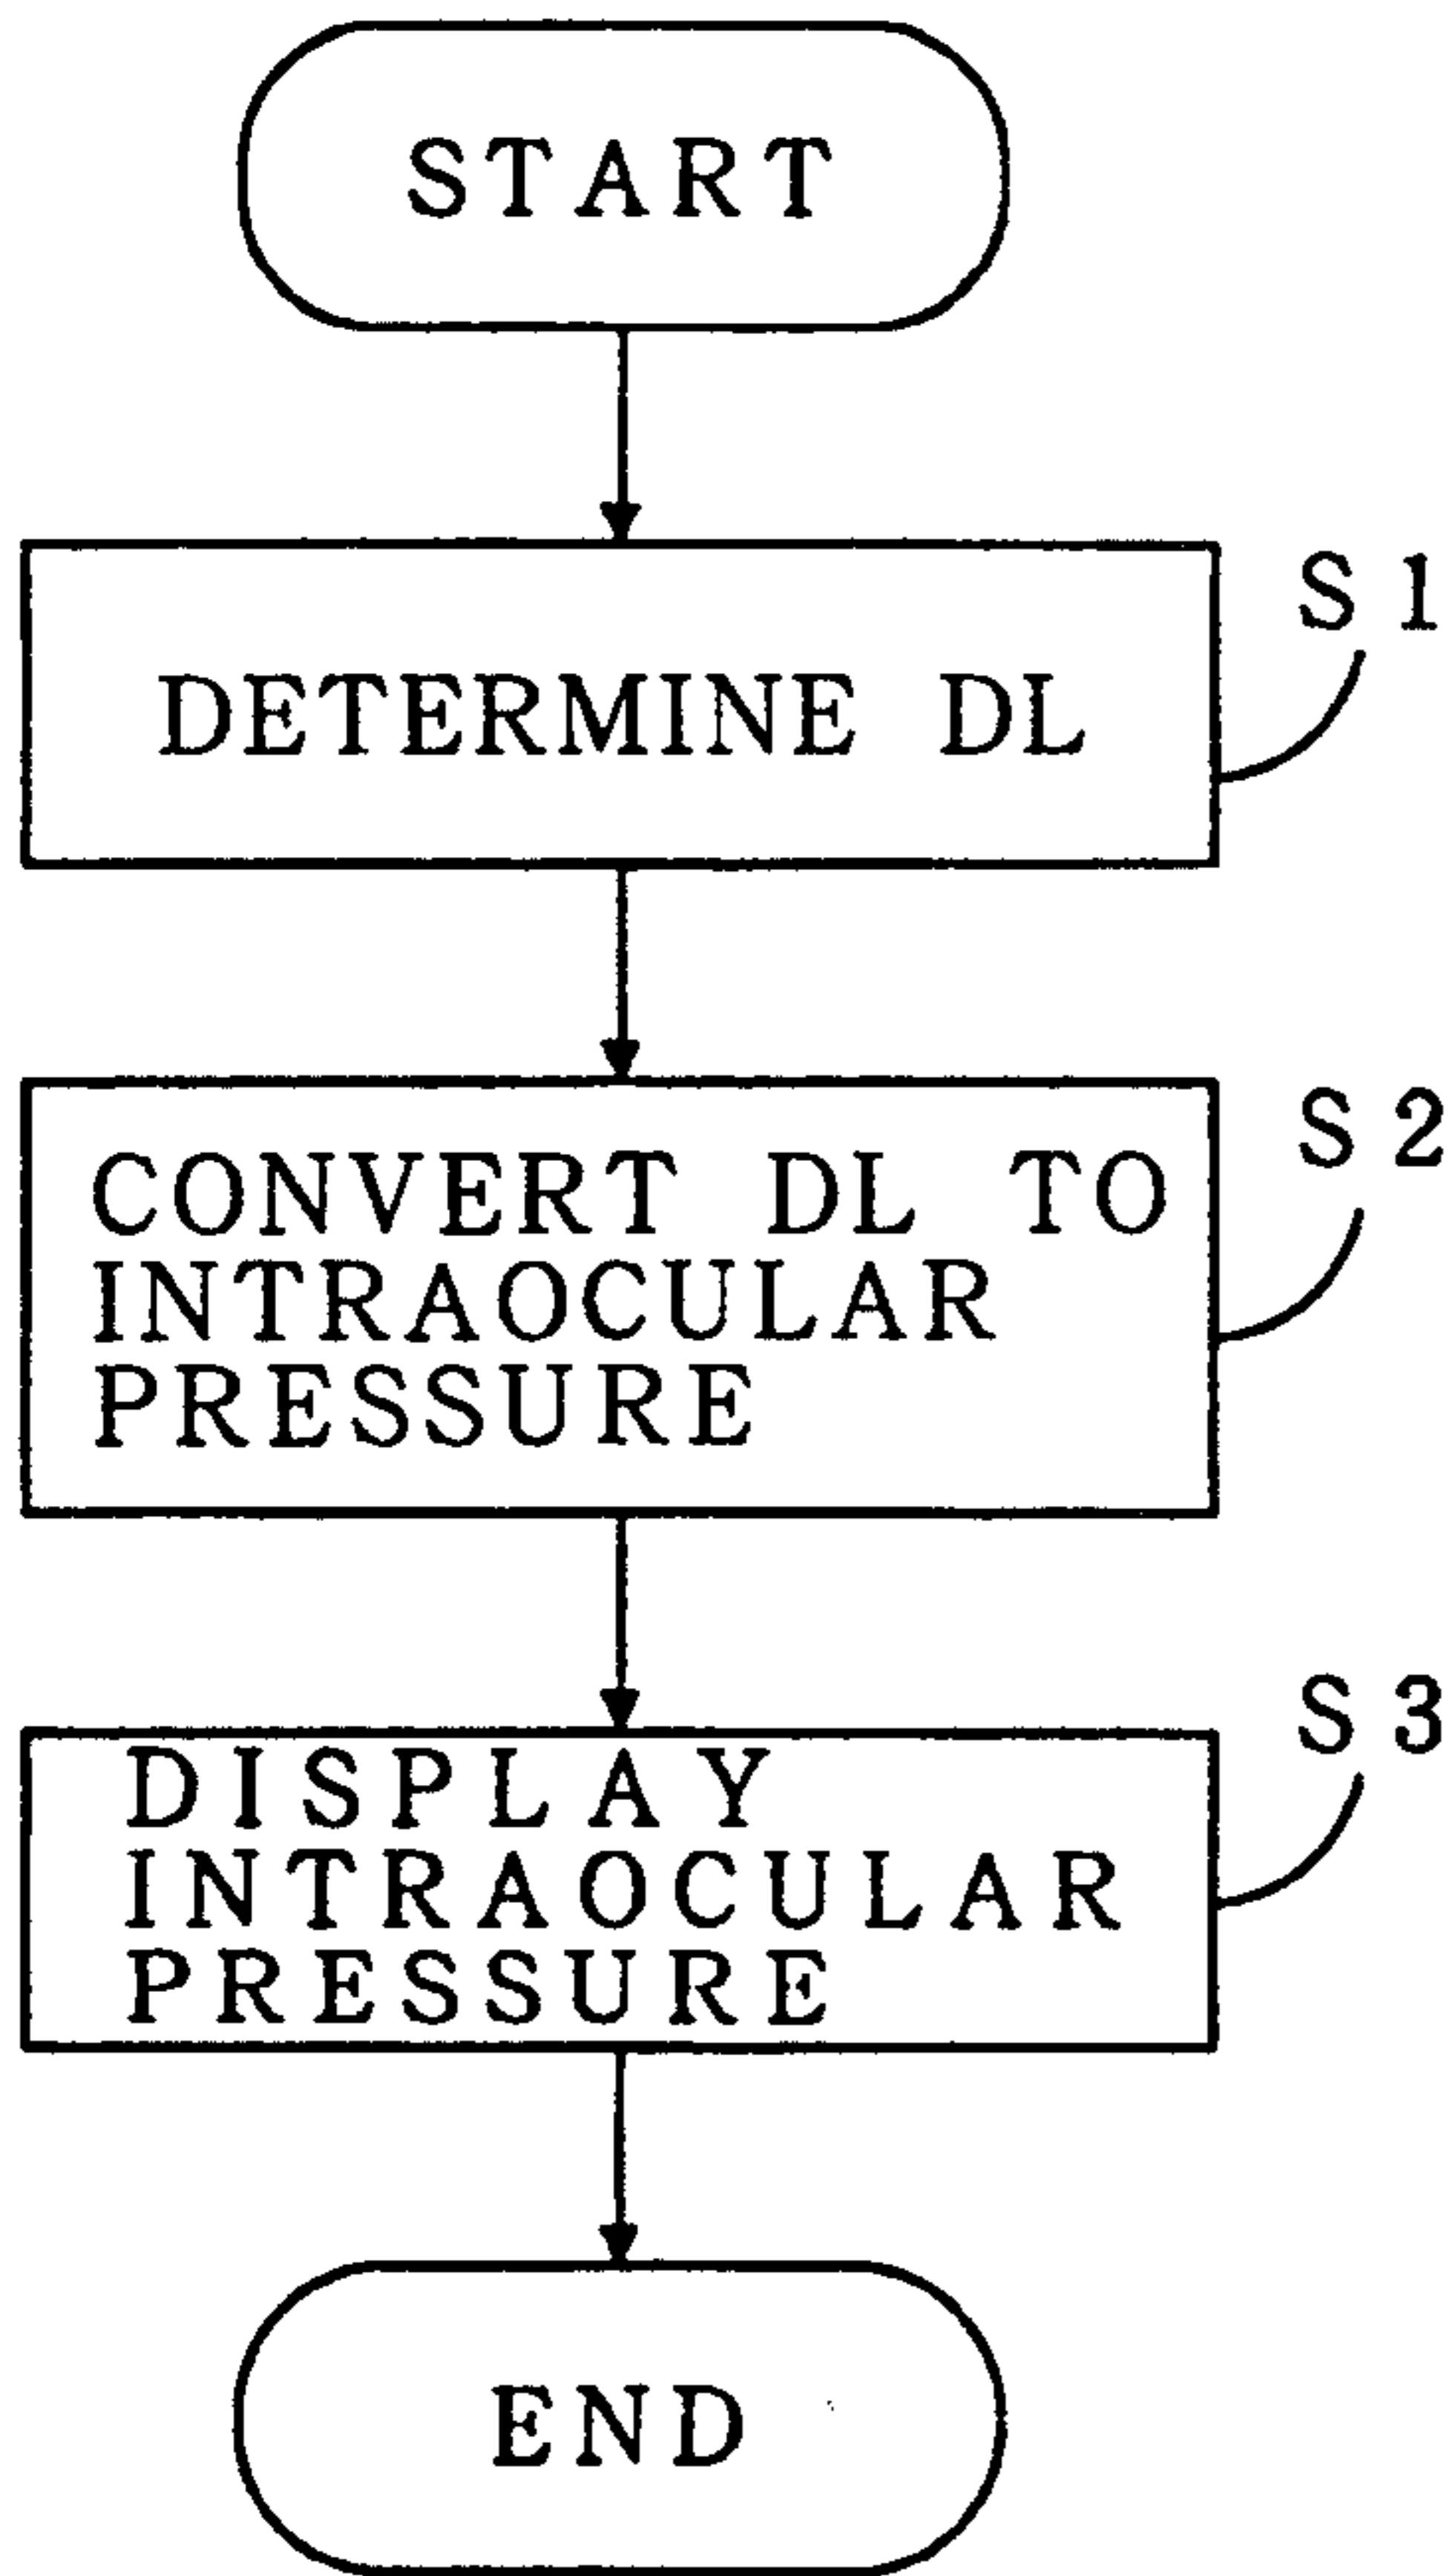 START
S1
DETERMINE DL
S2
CONVERT DL TO
INTRAOCULAR
PRESSURE
S3
DISPLAY
INTRAOCULAR
PRESSURE
END